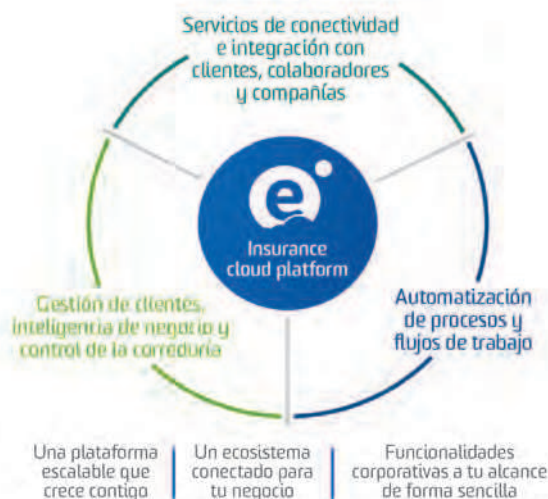 Servicios de conectividad
e integración con
clientes, colaboradores
y compañías
e
Insurance
cloud platform
Gestión de clientes,
inteligencia de negocio y
control de la correduría
Automatización
de procesos y
flujos de trabajo
Una plataforma
escalable que
crece contigo
Un ecosistema
conectado para
tu negocio
Funcionalidades
corporativas a tu alcance
de forma sencilla